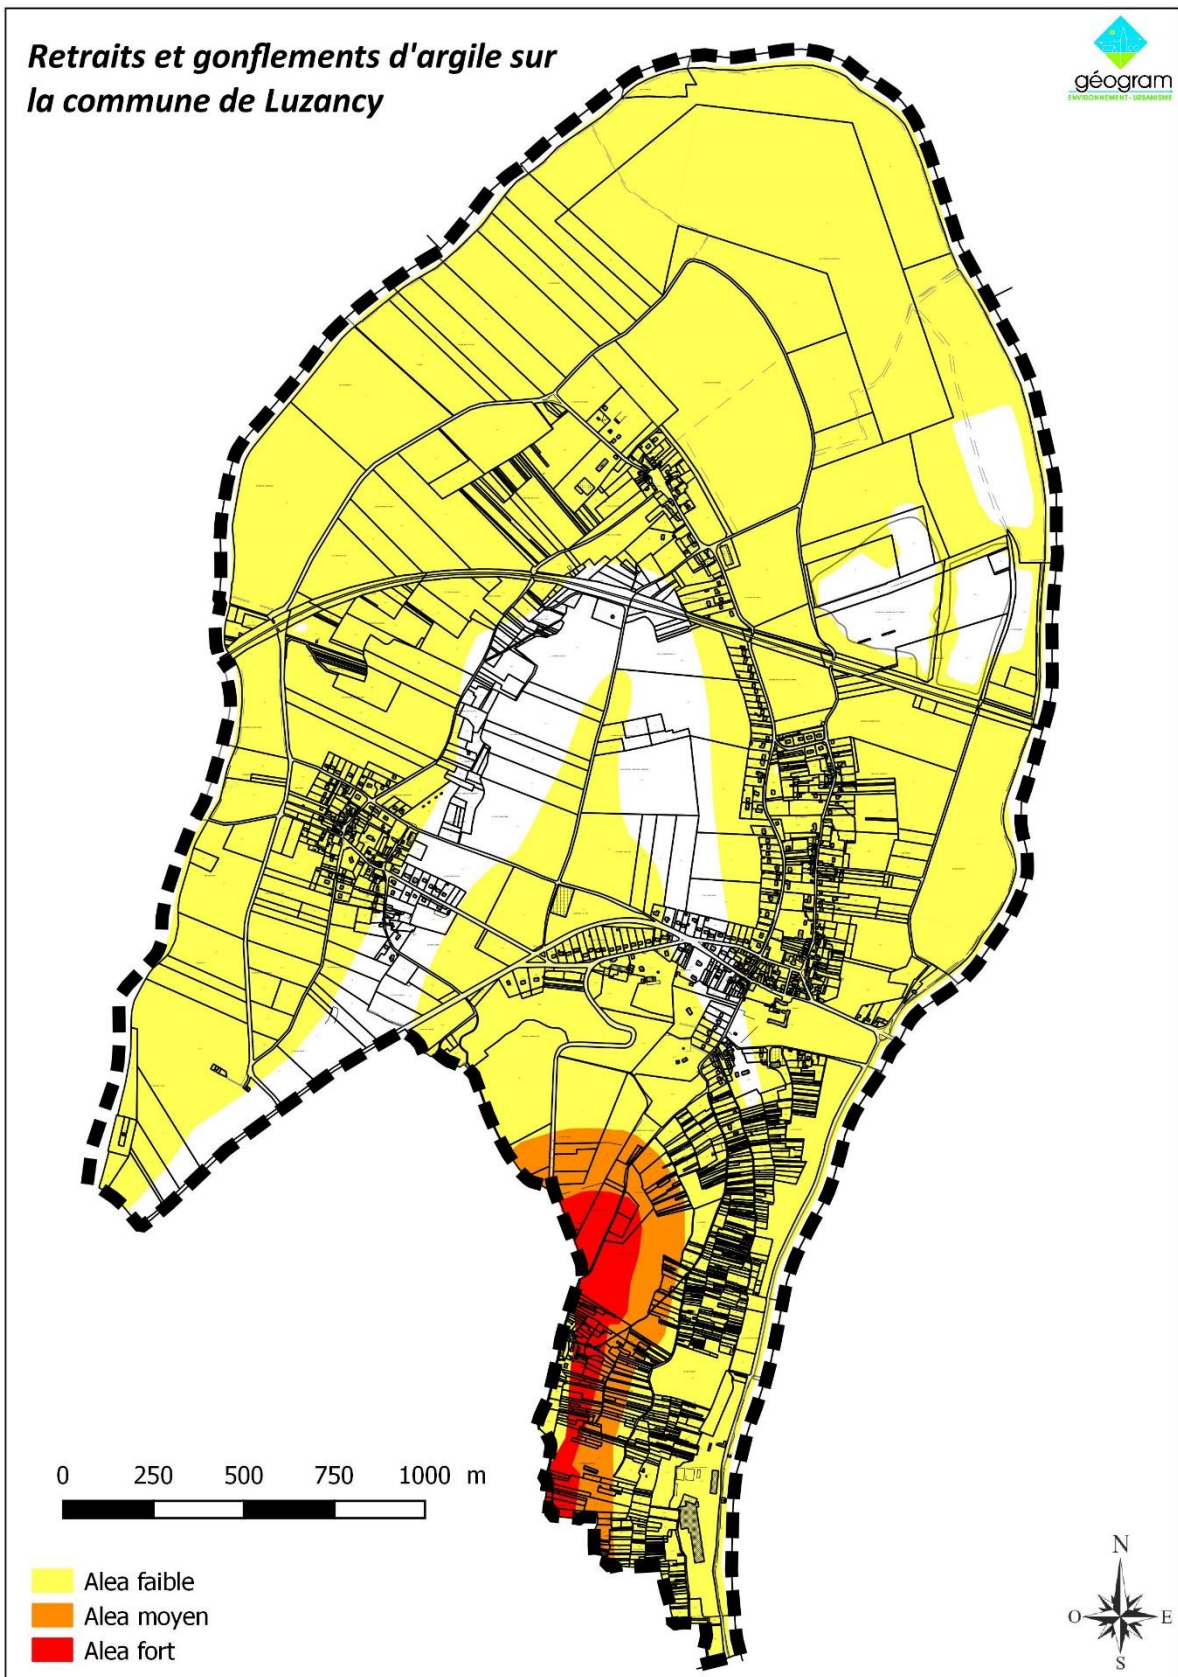 Retraits et gonflements d'argile sur
la commune de Luzancy
géogram
ENVIRONNEMENT - URBANISME
0 250 500 750 1000 m
Alea faible
Alea moyen
Alea fort
N
O E
S